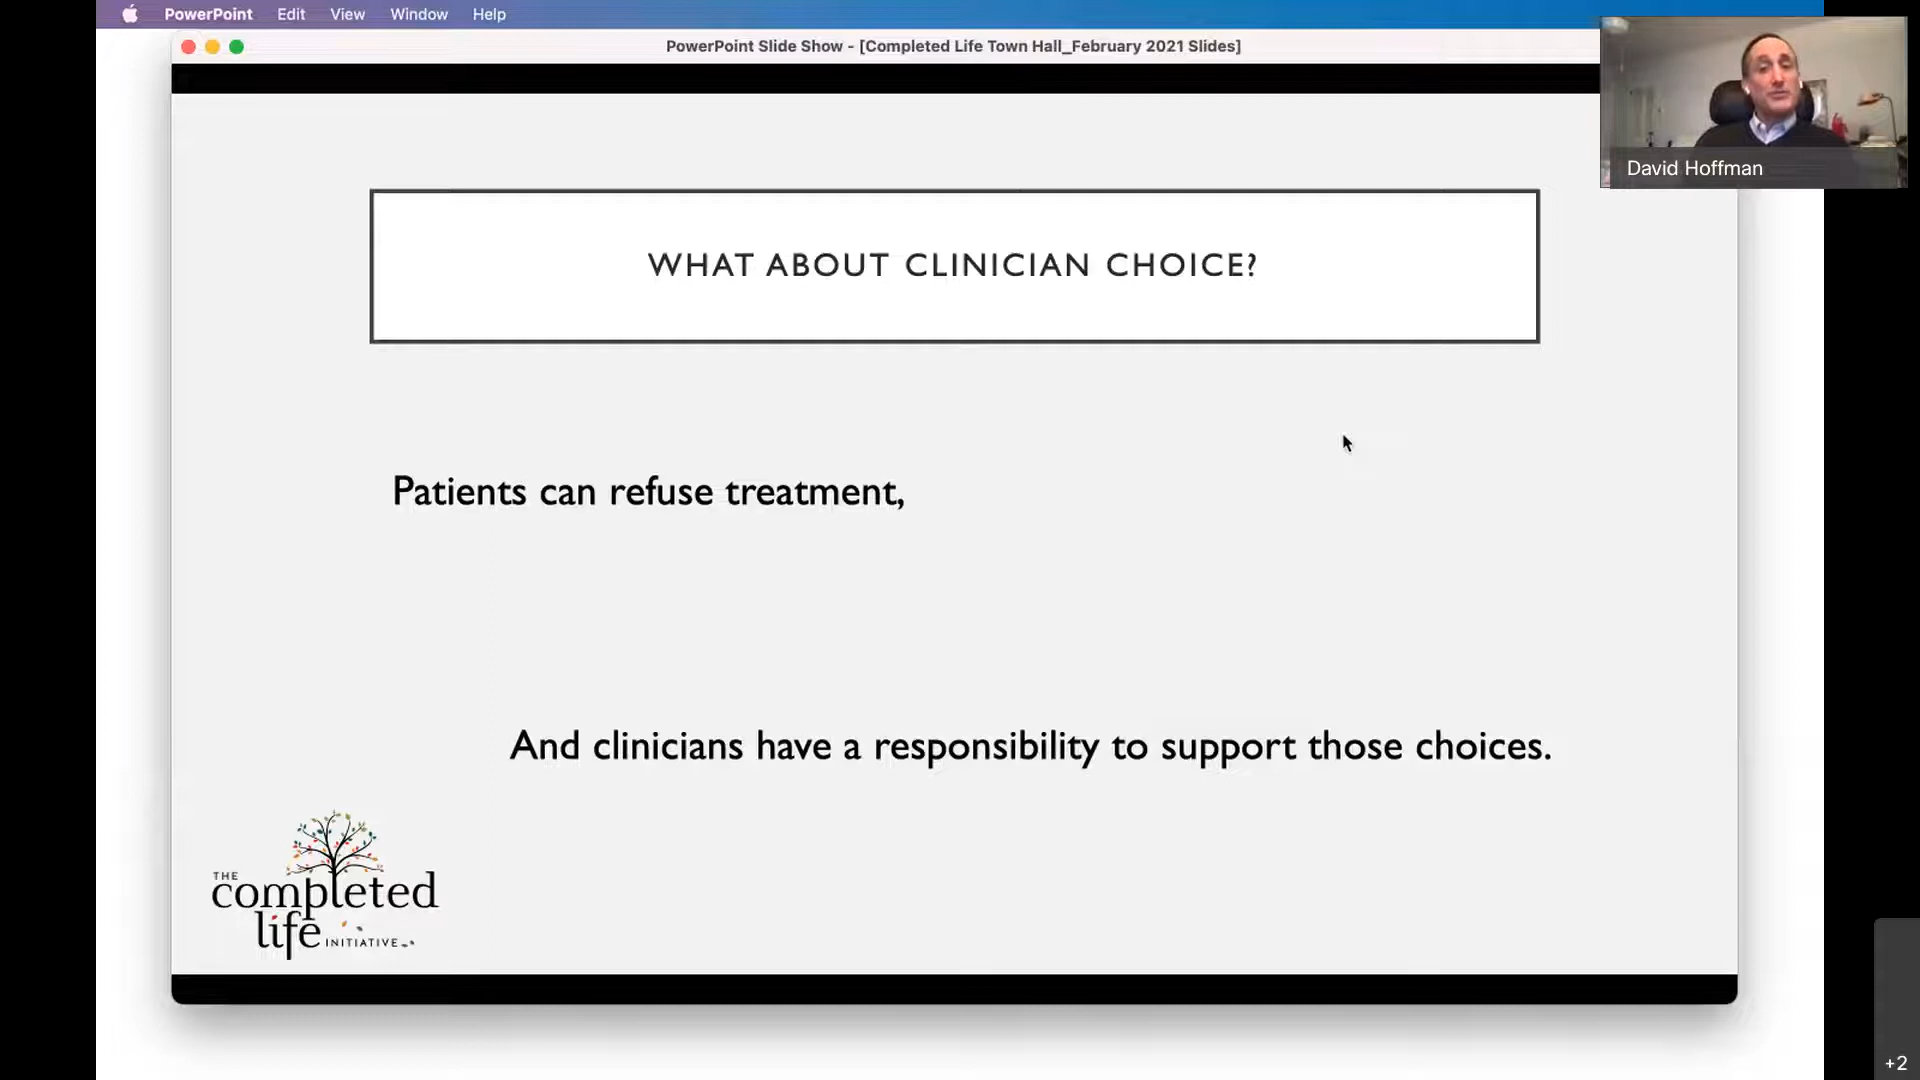 PowerPoint Edit View Window Help
PowerPoint Slide Show - [Completed Life Town Hall_February 2021 Slides]
David Hoffman
WHAT ABOUT CLINICIAN CHOICE?
Patients can refuse treatment,
And clinicians have a responsibility to support those choices.
THE
completed
life INITIATIVE
+2